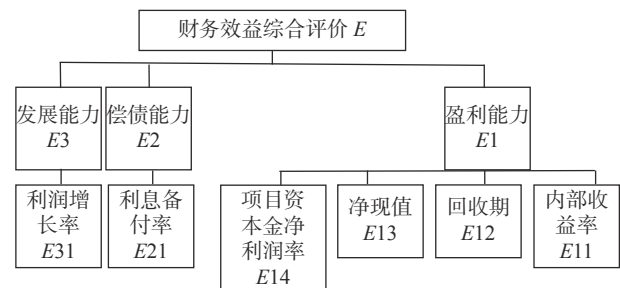 财务效益综合评价 E
发展能力
E3
偿债能力
E2
盈利能力
E1
利润增
长率
E31
利息备
付率
E21
项目资
本金净
利润率
E14
净现值
E13
回收期
E12
内部收
益率
E11